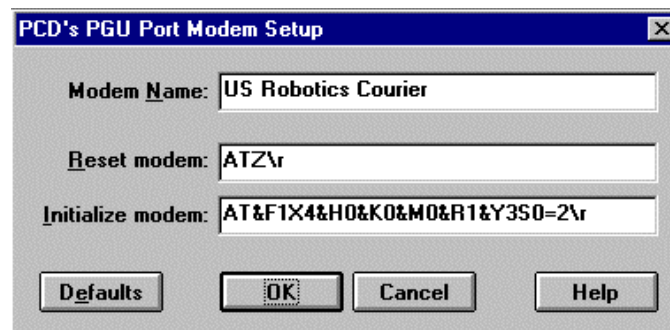 PCD's PGU Port Modem Setup
Modem Name: US Robotics Courier
Reset modem: ATZ\r
Initialize modem: AT&F1X4&H0&K0&M0&R1&Y3S0=2\r
Defaults OK Cancel Help